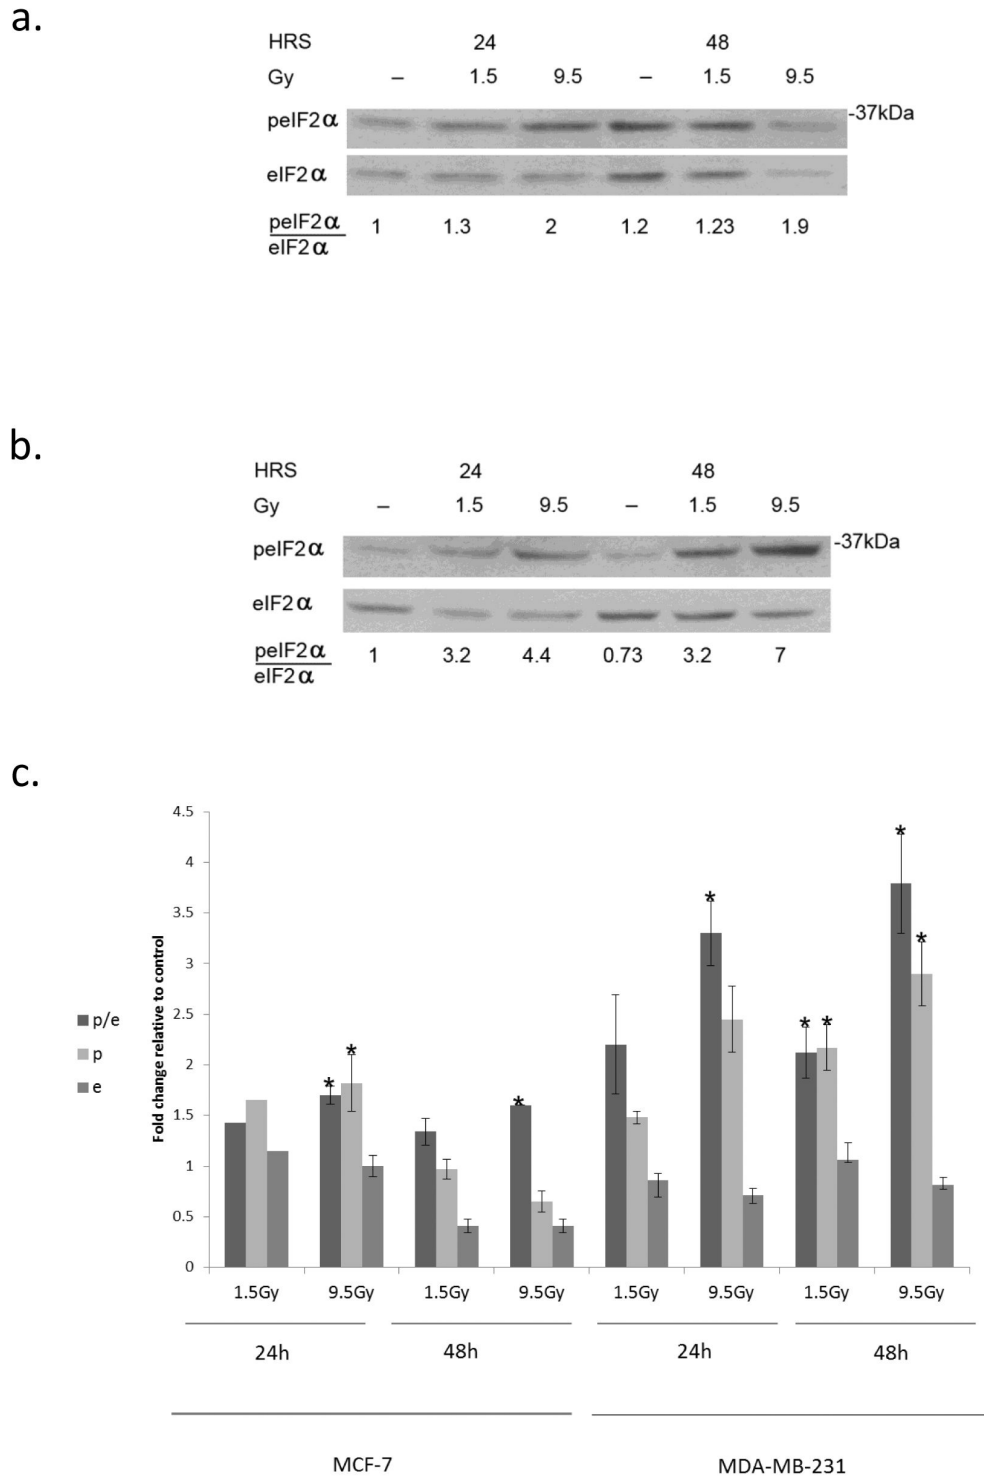 a.
HRS 24 48
Gy – 1.5 9.5 – 1.5 9.5
peIF2α -37kDa
eIF2α
peIF2α 1 1.3 2 1.2 1.23 1.9
eIF2α
b.
HRS 24 48
Gy – 1.5 9.5 – 1.5 9.5
peIF2α -37kDa
eIF2α
peIF2α 1 3.2 4.4 0.73 3.2 7
eIF2α
c.
4.5
4
3.5
3
2.5
2
1.5
1
0.5
0
Fold change relative to control
p/e
p
e
* * * * * * * *
1.5Gy 9.5Gy 1.5Gy 9.5Gy 1.5Gy 9.5Gy 1.5Gy 9.5Gy
24h 48h 24h 48h
MCF-7 MDA-MB-231